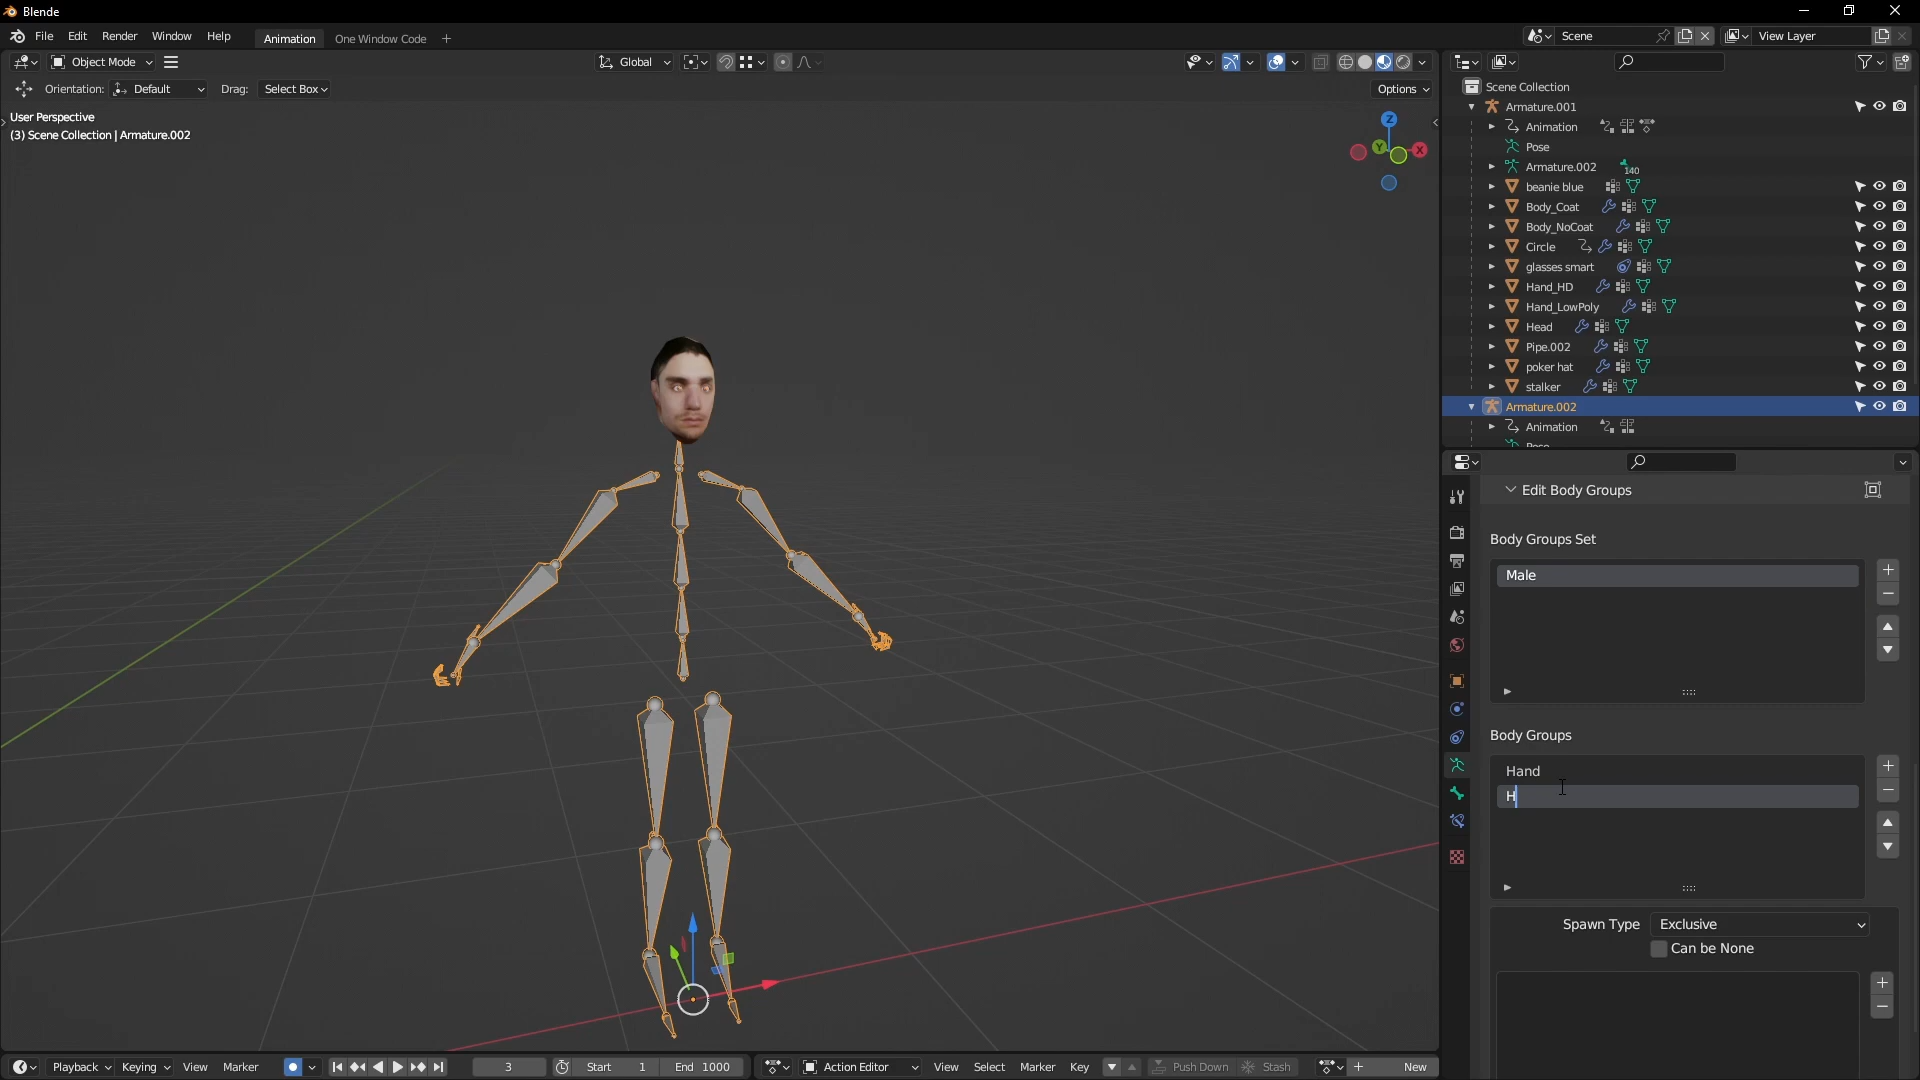 Blende
File Edit Render Window Help Animation One Window Code + Scene View Layer
Object Mode Global
Orientation: Default Drag: Select Box Options
User Perspective
(3) Scene Collection | Armature.002
Z
Y
X
Scene Collection
Armature.001
Animation
Pose
Armature.002 140
beanie blue
Body_Coat
Body_NoCoat
Circle
glasses smart
Hand_HD
Hand_LowPoly
Head
Pipe.002
poker hat
stalker
Armature.002
Animation
Pose
Edit Body Groups
Body Groups Set
Male
Body Groups
Hand
H
Spawn Type Exclusive
Can be None
Playback Keying View Marker 3 Start 1 End 1000 Action Editor View Select Marker Key Push Down Stash New